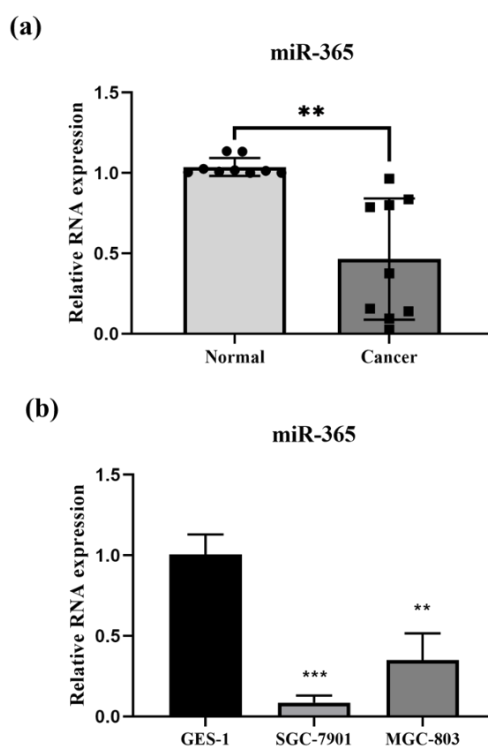 (a)
miR-365
Relative RNA expression
1.5
1.0
0.5
0.0
**
Normal Cancer
(b)
miR-365
Relative RNA expression
1.5
1.0
0.5
0.0
***
**
GES-1 SGC-7901 MGC-803